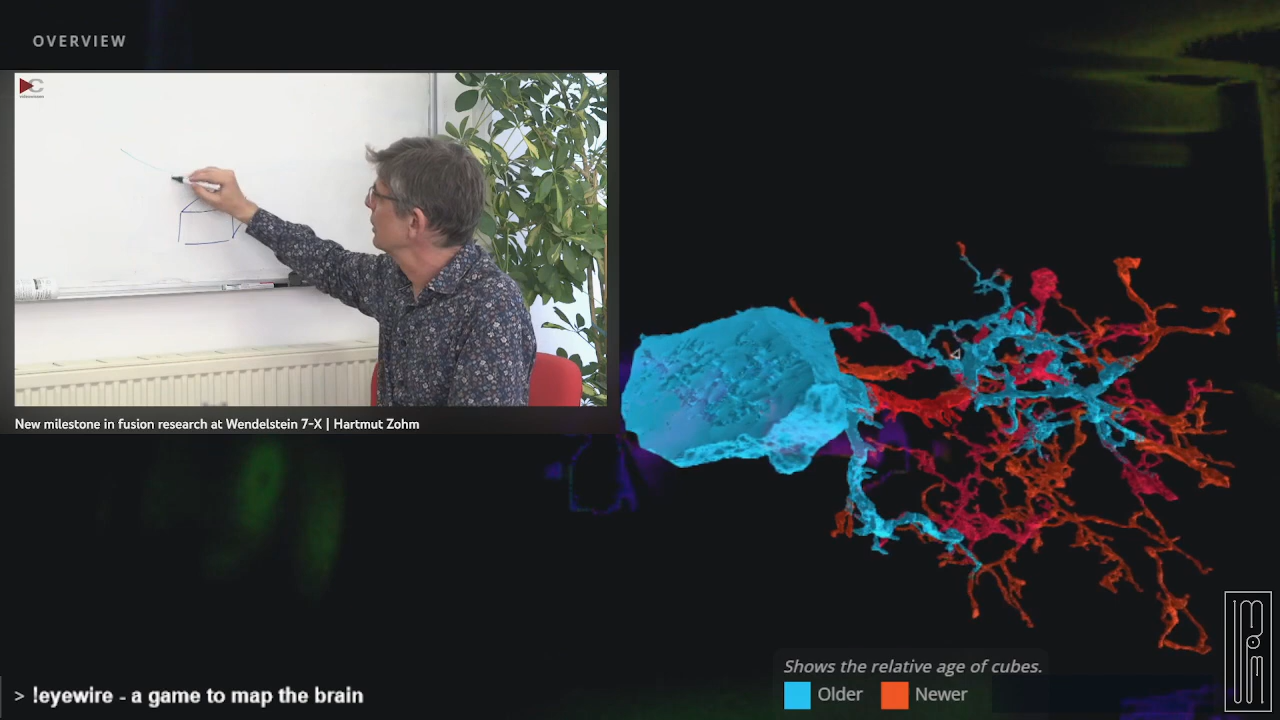 OVERVIEW
New milestone in fusion research at Wendelstein 7-X | Hartmut Zohm
Shows the relative age of cubes.
Older Newer
> !eyewire - a game to map the brain